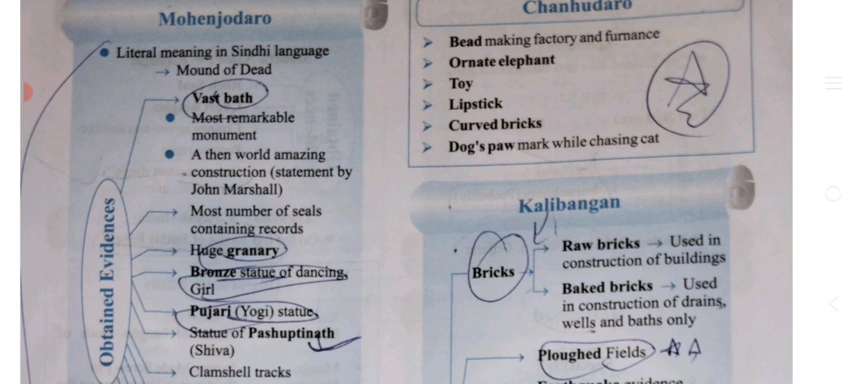 Mohenjodaro
Literal meaning in Sindhi language
→ Mound of Dead
Vast bath
Most remarkable
monument
A then world amazing
construction (statement by
John Marshall)
Most number of seals
containing records
Huge granary
Bronze statue of dancing
Girl
Pujari (Yogi) statue
Statue of Pashuptinath
(Shiva)
Clamshell tracks
Obtained Evidences
Chanhudaro
Bead making factory and furnance
Ornate elephant
Toy
Lipstick
Curved bricks
Dog's paw mark while chasing cat
Kalibangan
Bricks
Raw bricks → Used in
construction of buildings
Baked bricks → Used
in construction of drains,
wells and baths only
Ploughed Fields